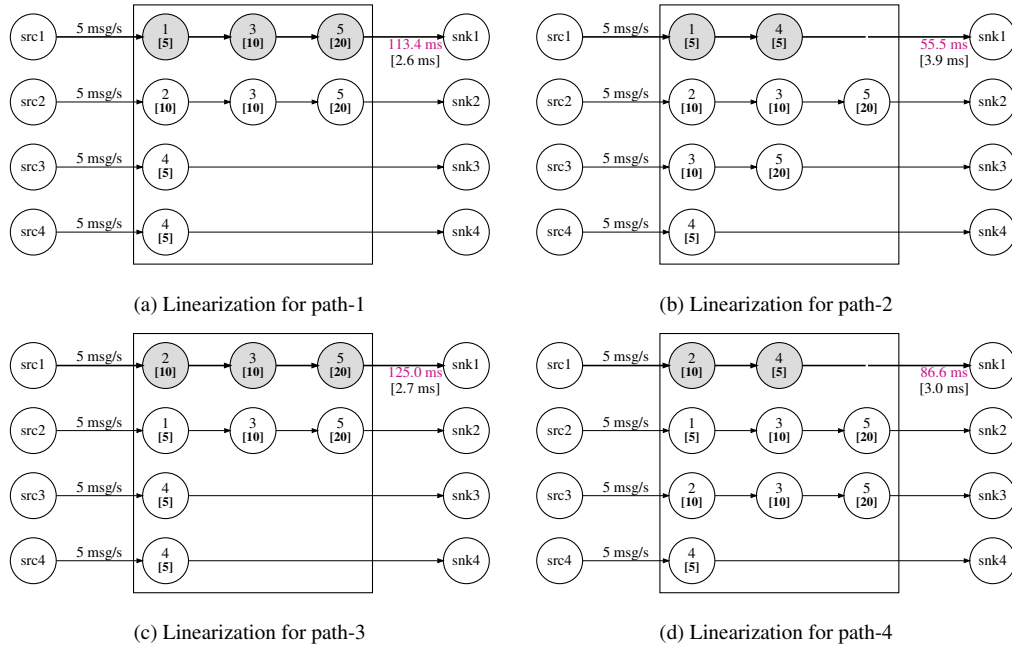 src1 5 msg/s 1 [5] 3 [10] 5 [20] 113.4 ms [2.6 ms] snk1
src2 5 msg/s 2 [10] 3 [10] 5 [20] snk2
src3 5 msg/s 4 [5] snk3
src4 5 msg/s 4 [5] snk4
(a) Linearization for path-1
src1 5 msg/s 1 [5] 4 [5] 55.5 ms [3.9 ms] snk1
src2 5 msg/s 2 [10] 3 [10] 5 [20] snk2
src3 5 msg/s 3 [10] 5 [20] snk3
src4 5 msg/s 4 [5] snk4
(b) Linearization for path-2
src1 5 msg/s 2 [10] 3 [10] 5 [20] 125.0 ms [2.7 ms] snk1
src2 5 msg/s 1 [5] 3 [10] 5 [20] snk2
src3 5 msg/s 4 [5] snk3
src4 5 msg/s 4 [5] snk4
(c) Linearization for path-3
src1 5 msg/s 2 [10] 4 [5] 86.6 ms [3.0 ms] snk1
src2 5 msg/s 1 [5] 3 [10] 5 [20] snk2
src3 5 msg/s 2 [10] 3 [10] 5 [20] snk3
src4 5 msg/s 4 [5] snk4
(d) Linearization for path-4